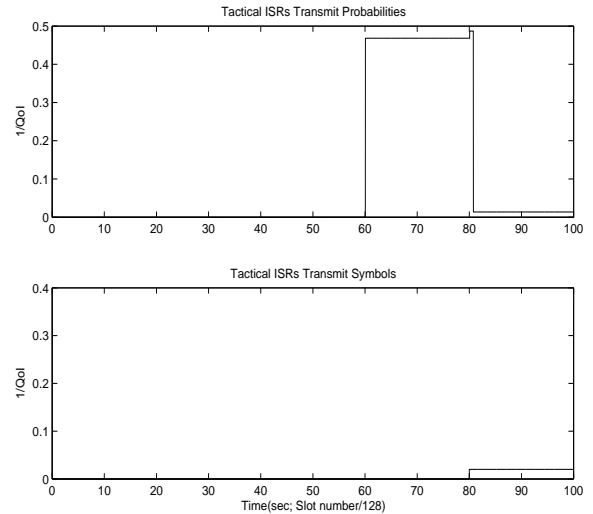 Tactical ISRs Transmit Probabilities
0.5
0.4
0.3
0.2
0.1
0
1/QoI
0 10 20 30 40 50 60 70 80 90 100
Tactical ISRs Transmit Symbols
0.4
0.3
0.2
0.1
0
1/QoI
0 10 20 30 40 50 60 70 80 90 100
Time(sec; Slot number/128)